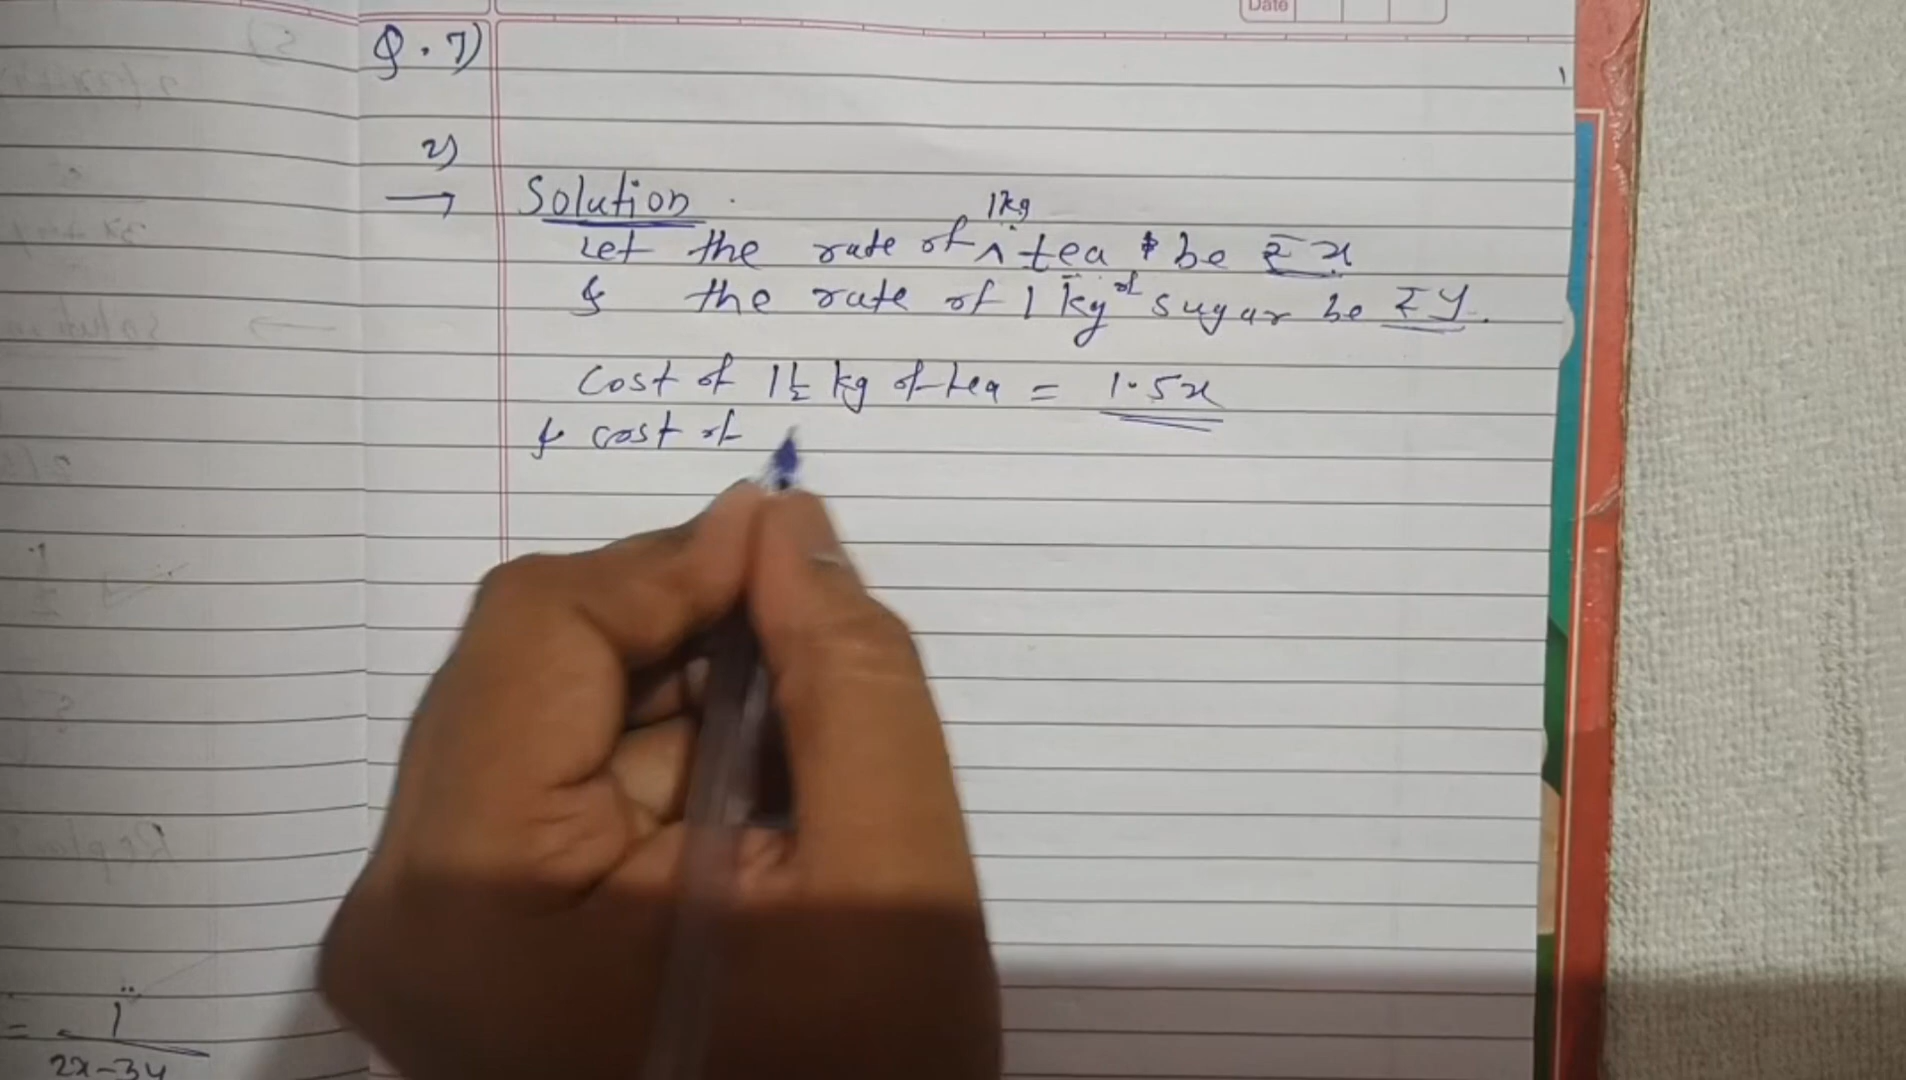 Date
Q.7)
2)
→ Solution.
Let the rate of 1kg tea be ₹ x
& the rate of 1 kg of sugar be ₹ y.
Cost of 1½ kg of tea = 1.5x
& cost of
= 1
2x-3y